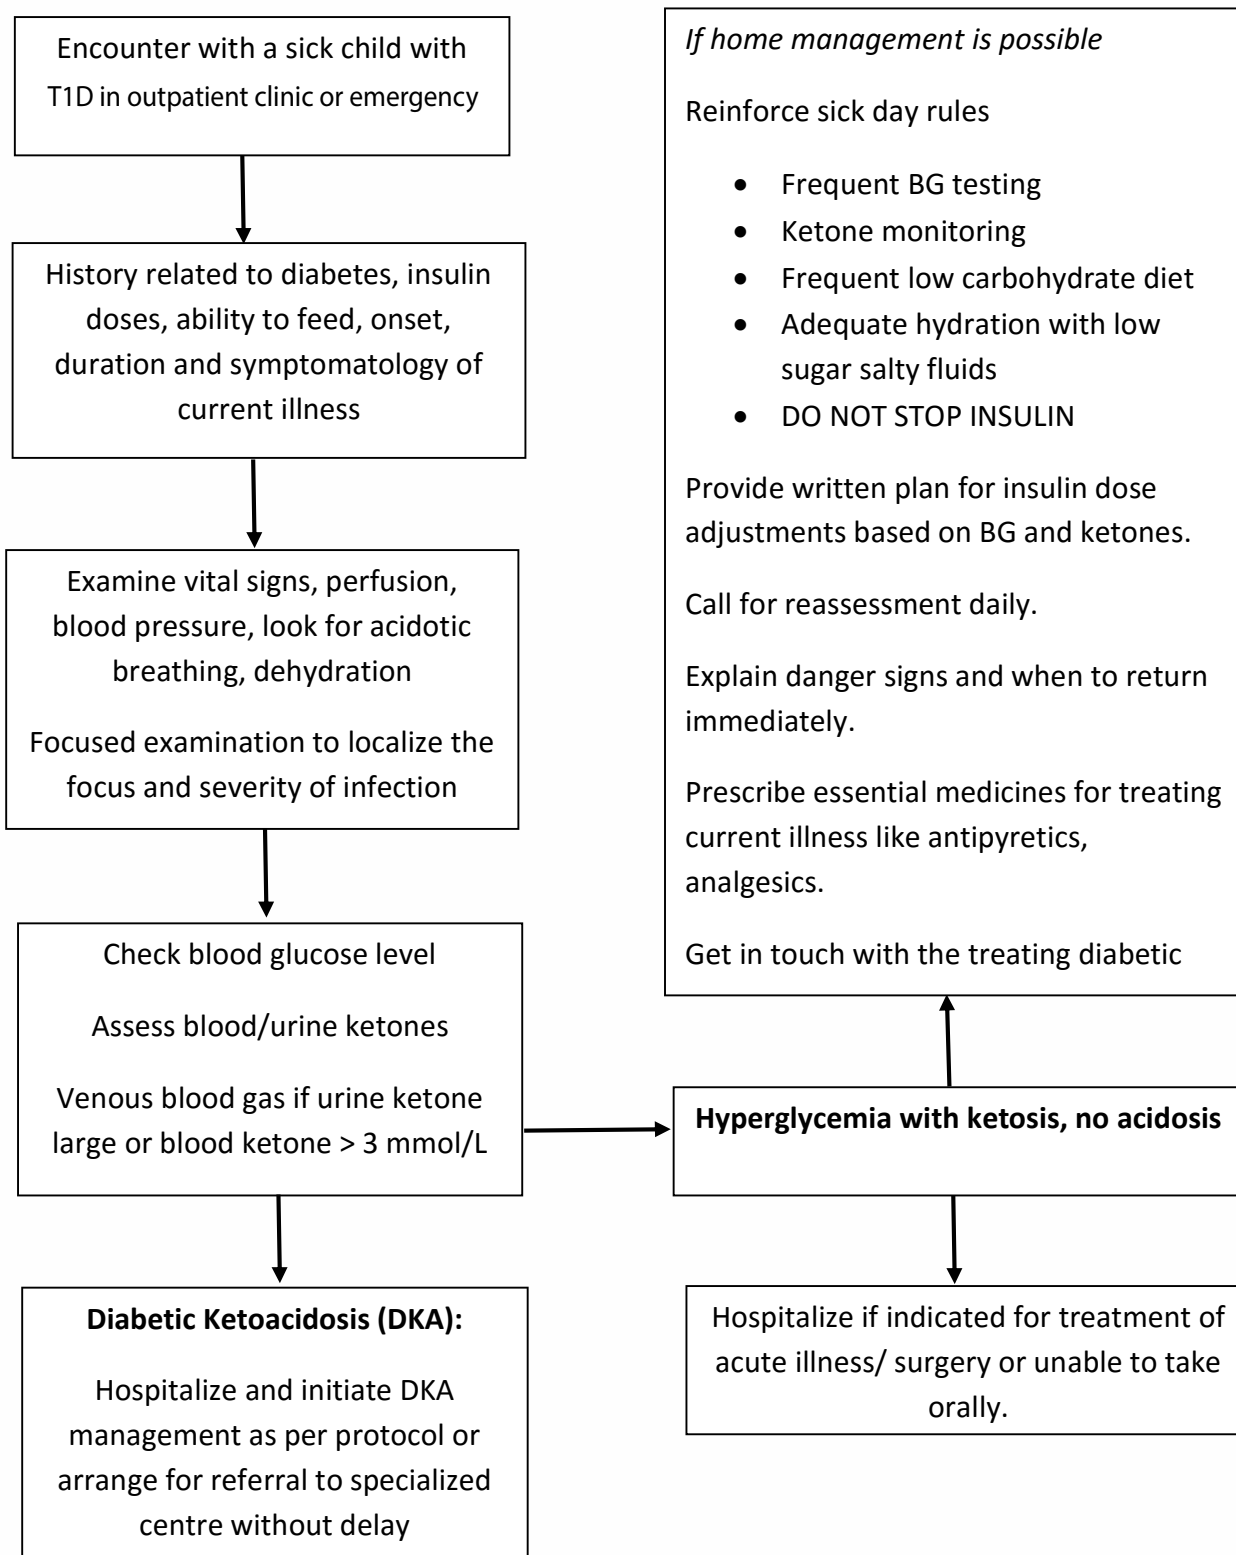 Encounter with a sick child with
T1D in outpatient clinic or emergency
History related to diabetes, insulin
doses, ability to feed, onset,
duration and symptomatology of
current illness
Examine vital signs, perfusion,
blood pressure, look for acidotic
breathing, dehydration
Focused examination to localize the
focus and severity of infection
Check blood glucose level
Assess blood/urine ketones
Venous blood gas if urine ketone
large or blood ketone > 3 mmol/L
Diabetic Ketoacidosis (DKA):
Hospitalize and initiate DKA
management as per protocol or
arrange for referral to specialized
centre without delay
Hyperglycemia with ketosis, no acidosis
If home management is possible
Reinforce sick day rules
• Frequent BG testing
• Ketone monitoring
• Frequent low carbohydrate diet
• Adequate hydration with low
sugar salty fluids
• DO NOT STOP INSULIN
Provide written plan for insulin dose
adjustments based on BG and ketones.
Call for reassessment daily.
Explain danger signs and when to return
immediately.
Prescribe essential medicines for treating
current illness like antipyretics,
analgesics.
Get in touch with the treating diabetic
Hospitalize if indicated for treatment of
acute illness/ surgery or unable to take
orally.